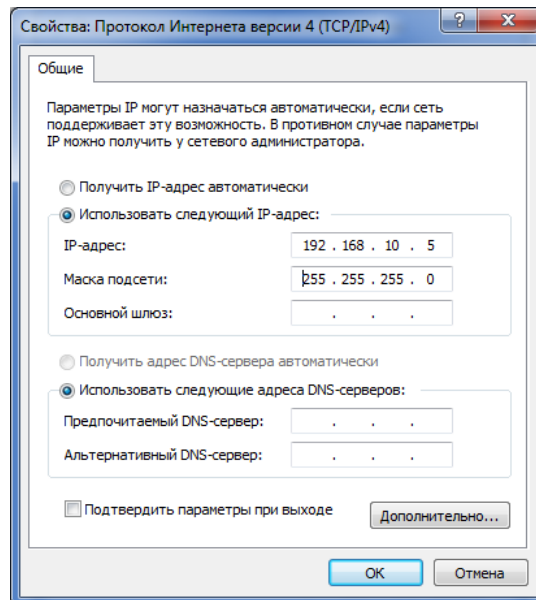 Свойства: Протокол Интернета версии 4 (TCP/IPv4)
Общие
Параметры IP могут назначаться автоматически, если сеть
поддерживает эту возможность. В противном случае параметры
IP можно получить у сетевого администратора.
Получить IP-адрес автоматически
Использовать следующий IP-адрес:
IP-адрес: 192 . 168 . 10 . 5
Маска подсети: 255 . 255 . 255 . 0
Основной шлюз: . . .
Получить адрес DNS-сервера автоматически
Использовать следующие адреса DNS-серверов:
Предпочитаемый DNS-сервер: . . .
Альтернативный DNS-сервер: . . .
Подтвердить параметры при выходе
Дополнительно...
ОК Отмена